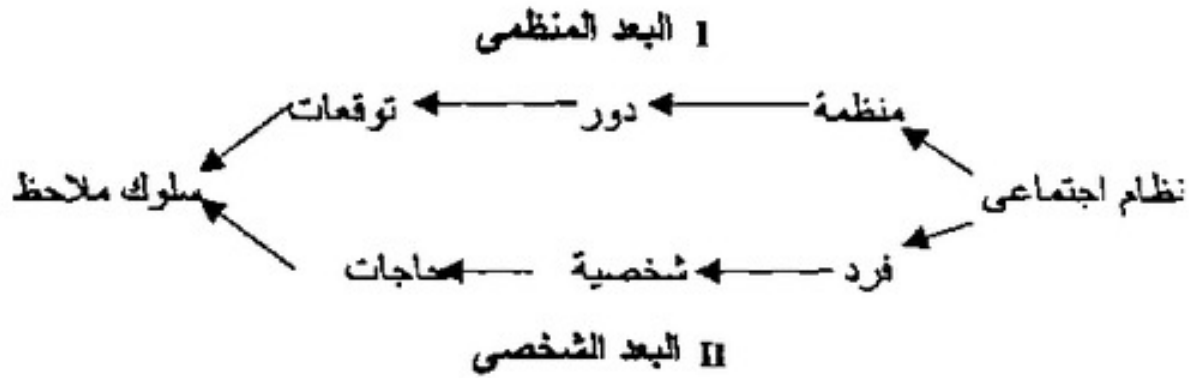 I البعد المنظمى
منظمة دور توقعات
نظام اجتماعى سلوك ملاحظ
فرد شخصية حاجات
II البعد الشخصى